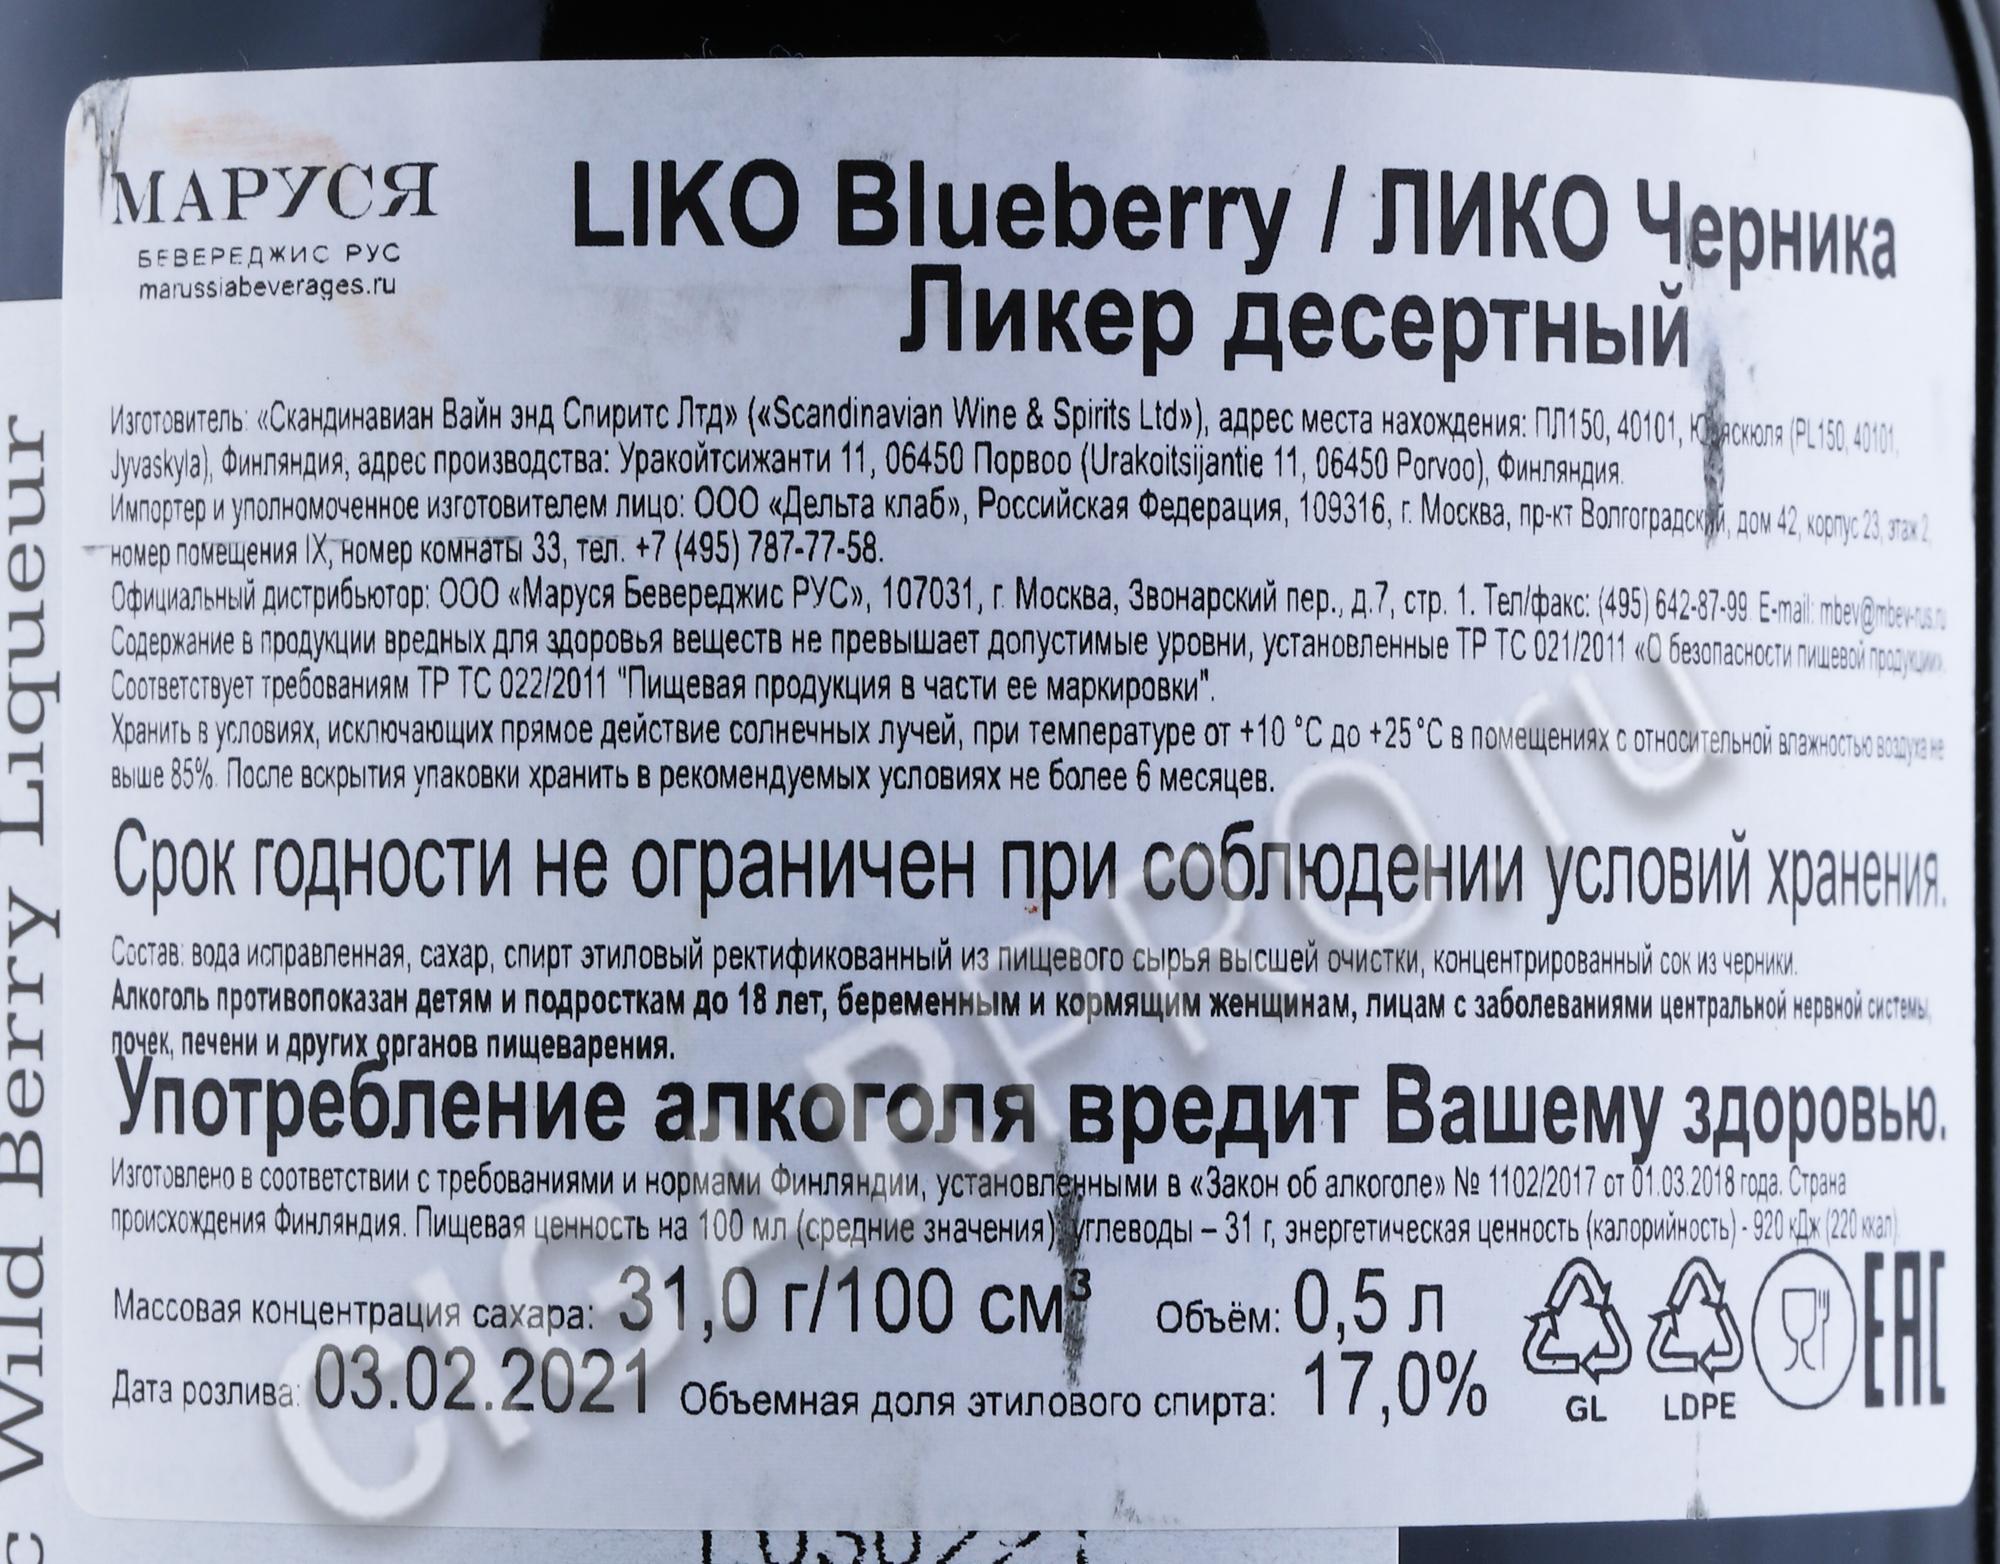 МАРУСЯ
БЕВЕРЕДЖИС РУС
marussiabeverages.ru
LIKO Blueberry / ЛИКО Черника
Ликер десертный
Изготовитель: «Скандинавиан Вайн энд Спиритс Лтд» («Scandinavian Wine & Spirits Ltd»), адрес места нахождения: ПЛ150, 40101, (PL150, 40101,
Jyvaskyla), Финляндия, адрес производства: Уракойтсижанти 11, 06450 Порвоо (Urakoitsijantie 11, 06450 Porvoo), Финляндия.
Импортер и уполномоченное изготовителем лицо: ООО «Дельта клаб», Российская Федерация, 109316, г. Москва, пр-кт Волгоградский, дом 42, корпус 23, этаж 2,
номер помещения IX, номер комнаты 33, тел. +7 (495) 787-77-58.
Официальный дистрибьютор: ООО «Маруся Бевереджис РУС», 107031, г. Москва, Звонарский пер., д.7, стр. 1. Тел/факс: (495) 642-87-99. E-mail: mbev@mbev-rus.ru
Содержание в продукции вредных для здоровья веществ не превышает допустимые уровни, установленные ТР ТС 021/2011 «О безопасности пищевой продукции».
Соответствует требованиям ТР ТС 022/2011 "Пищевая продукция в части ее маркировки".
Хранить в условиях, исключающих прямое действие солнечных лучей, при температуре от +10 °С до +25°С в помещениях с относительной влажностью воздуха не
выше 85%. После вскрытия упаковки хранить в рекомендуемых условиях не более 6 месяцев.
Срок годности не ограничен при соблюдении условий хранения.
Состав: вода исправленная, сахар, спирт этиловый ректификованный из пищевого сырья высшей очистки, концентрированный сок из черники.
Алкоголь противопоказан детям и подросткам до 18 лет, беременным и кормящим женщинам, лицам с заболеваниями центральной нервной системы,
почек, печени и других органов пищеварения.
Употребление алкоголя вредит Вашему здоровью.
Изготовлено в соответствии с требованиями и нормами Финляндии, установленными в «Закон об алкоголе» № 1102/2017 от 01.03.2018 года. Страна
происхождения Финляндия. Пищевая ценность на 100 мл (средние значения) углеводы – 31 г, энергетическая ценность (калорийность) - 920 кДж (220 ккал).
Массовая концентрация сахара: 31,0 г/100 см³ Объём: 0,5 л
Дата розлива: 03.02.2021 Объемная доля этилового спирта: 17,0%
GL LDPE EAC
Wild Berry Liqueur
CIGARPRO.ru